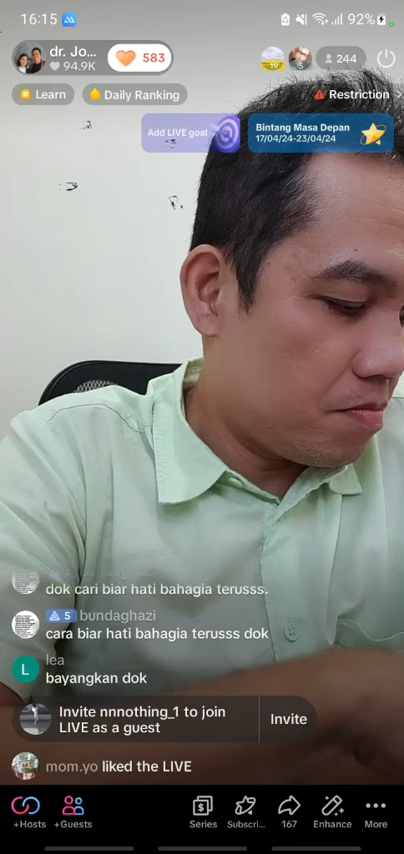 16:15
92%
dr. Jo...
94.9K
583
19
5
244
Learn
Daily Ranking
Restriction
Add LIVE goal
Bintang Masa Depan
17/04/24-23/04/24
dok cari biar hati bahagia terusss.
5 bundaghazi
cara biar hati bahagia terusss dok
L
lea
bayangkan dok
Invite nnnothing_1 to join
LIVE as a guest
Invite
mom.yo liked the LIVE
+Hosts
+Guests
Series
Subscri...
167
Enhance
More